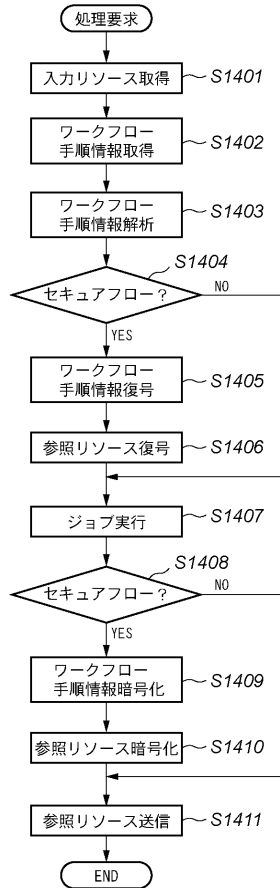 処理要求
入力リソース取得
S1401
ワークフロー
手順情報取得
S1402
ワークフロー
手順情報解析
S1403
S1404
セキュアフロー?
NO
YES
ワークフロー
手順情報復号
S1405
参照リソース復号
S1406
ジョブ実行
S1407
S1408
セキュアフロー?
NO
YES
ワークフロー
手順情報暗号化
S1409
参照リソース暗号化
S1410
参照リソース送信
S1411
END